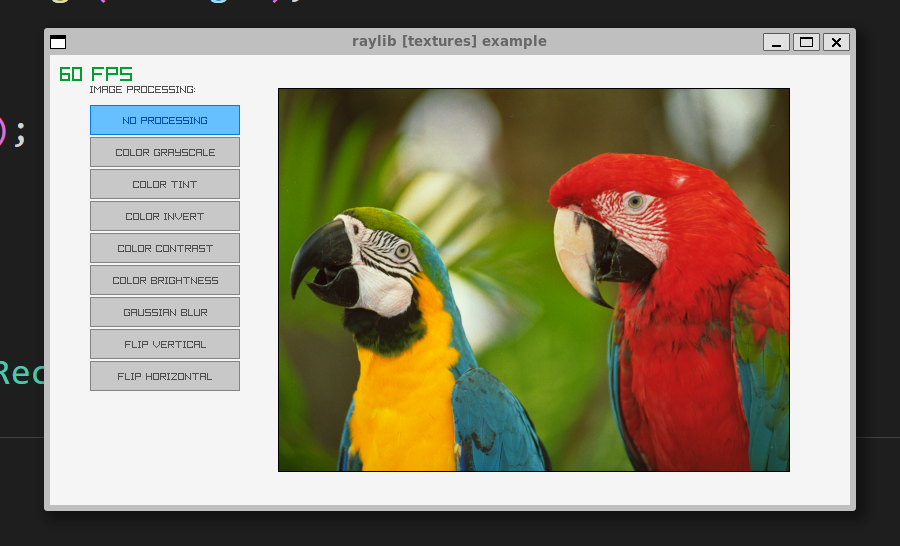 );
Rec
raylib [textures] example
60 FPS
IMAGE PROCESSING:
NO PROCESSING
COLOR GRAYSCALE
COLOR TINT
COLOR INVERT
COLOR CONTRAST
COLOR BRIGHTNESS
GAUSSIAN BLUR
FLIP VERTICAL
FLIP HORIZONTAL